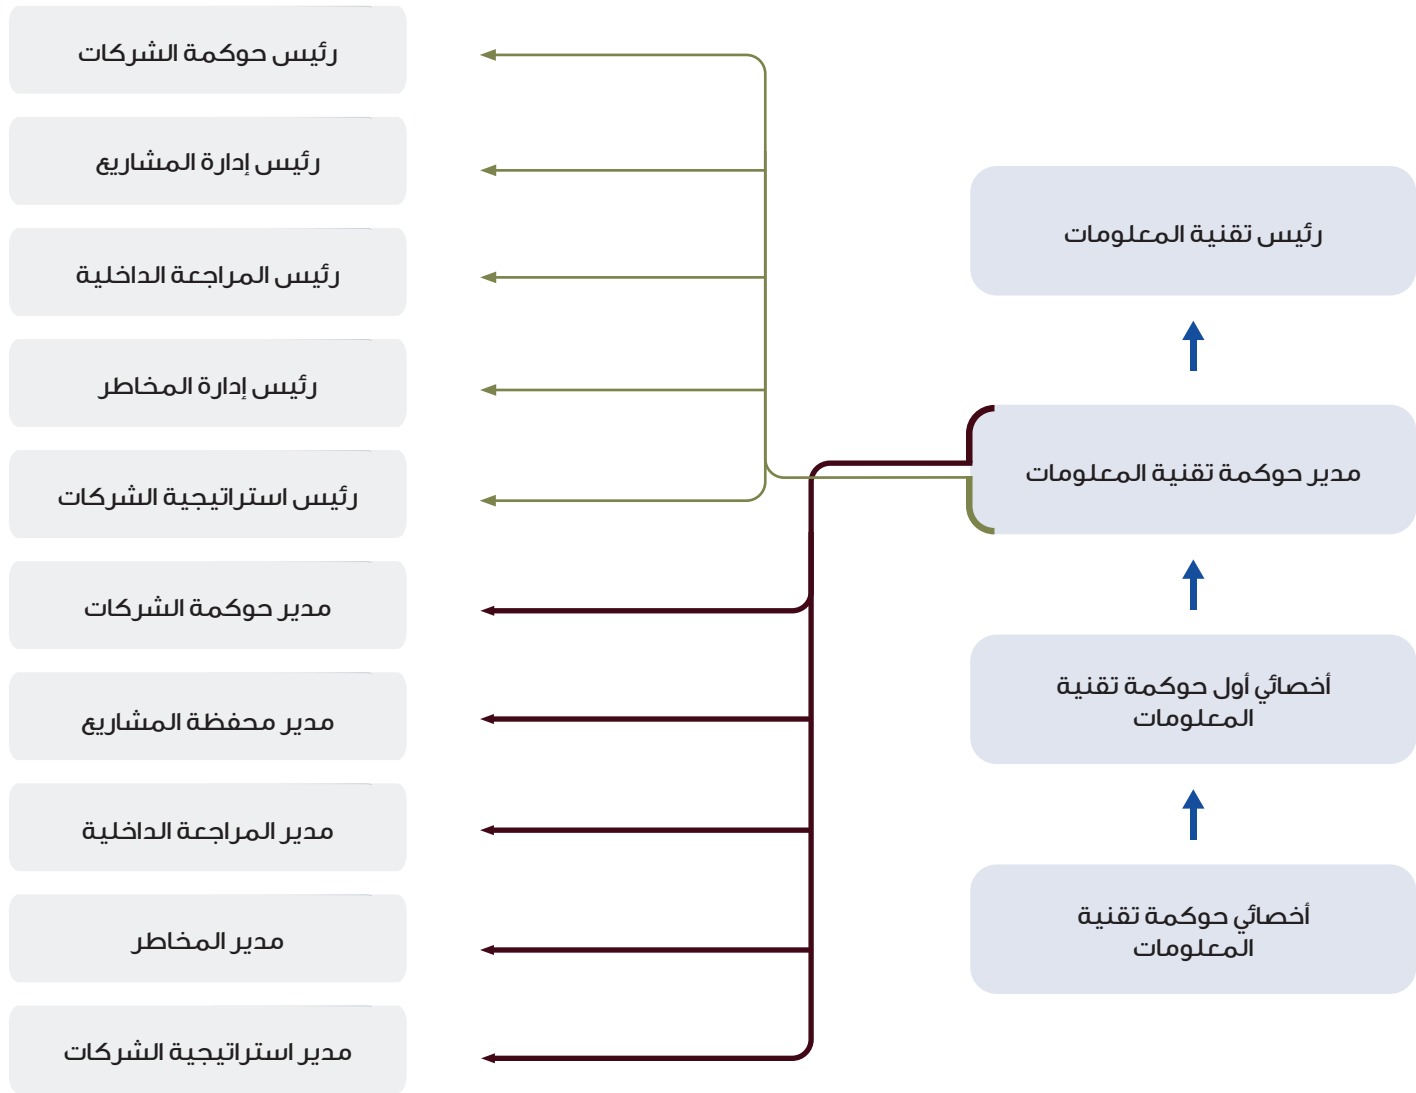 رئيس تقنية المعلومات
مدير حوكمة تقنية المعلومات
أخصائي أول حوكمة تقنية
المعلومات
أخصائي حوكمة تقنية
المعلومات
رئيس حوكمة الشركات
رئيس إدارة المشاريع
رئيس المراجعة الداخلية
رئيس إدارة المخاطر
رئيس استراتيجية الشركات
مدير حوكمة الشركات
مدير محفظة المشاريع
مدير المراجعة الداخلية
مدير المخاطر
مدير استراتيجية الشركات